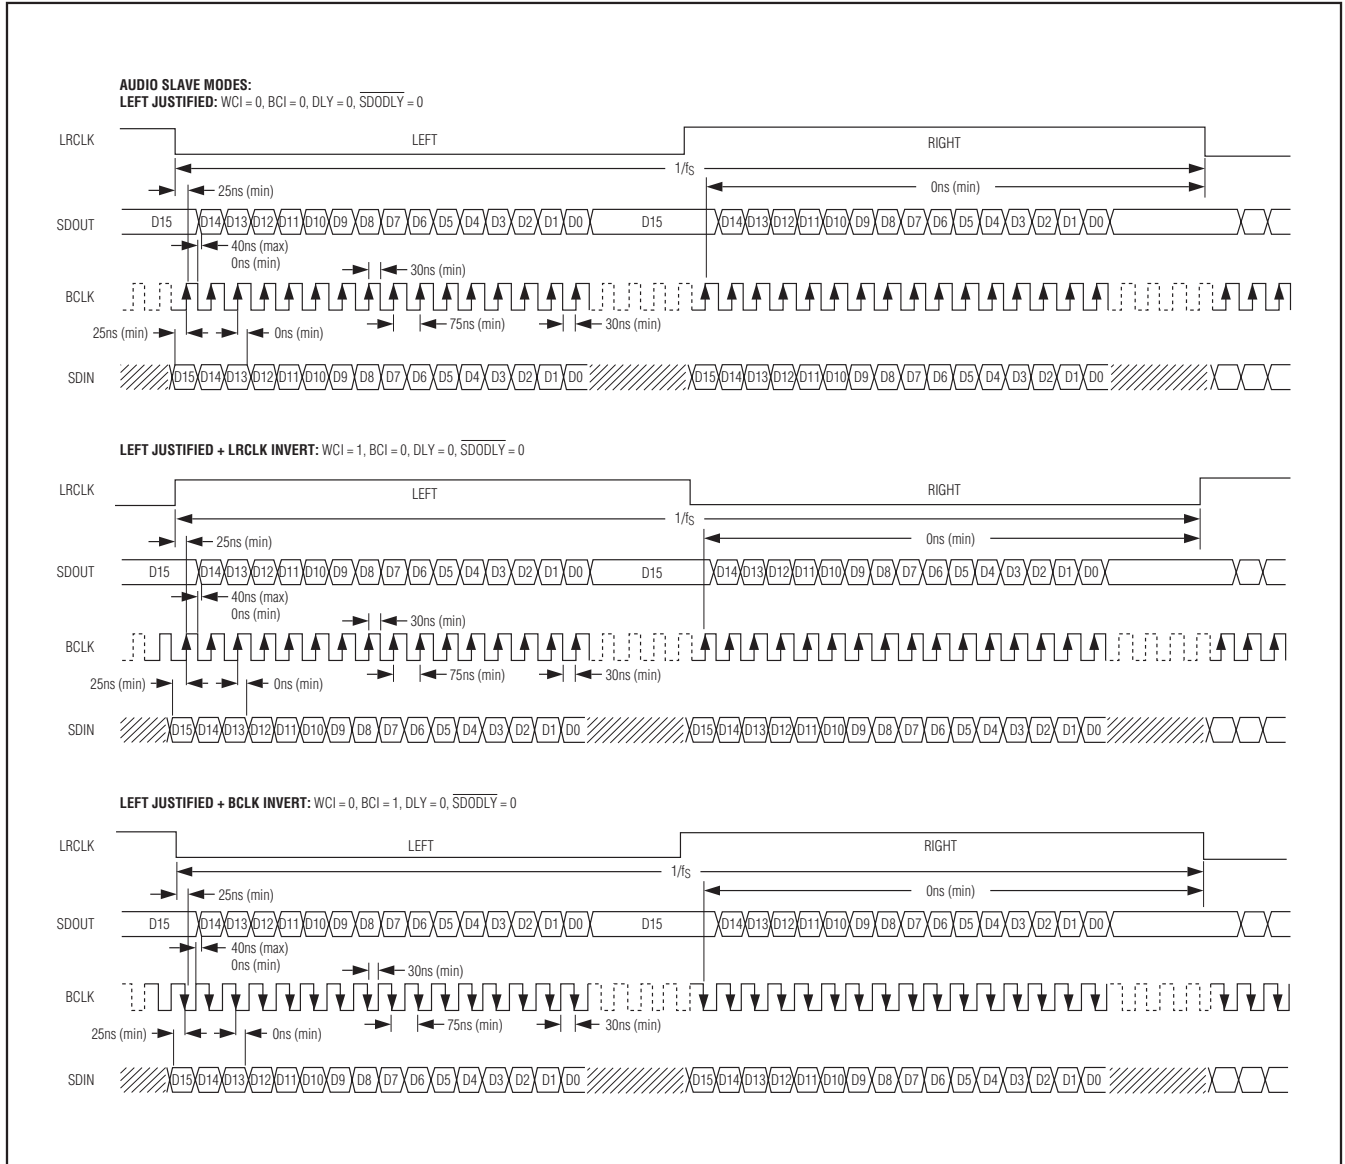 AUDIO SLAVE MODES:
LEFT JUSTIFIED: WCI = 0, BCI = 0, DLY = 0, SDODLY = 0
LRCLK LEFT RIGHT
1/fS
25ns (min) 0ns (min)
SDOUT D15 D14 D13 D12 D11 D10 D9 D8 D7 D6 D5 D4 D3 D2 D1 D0 D15 D14 D13 D12 D11 D10 D9 D8 D7 D6 D5 D4 D3 D2 D1 D0
40ns (max)
0ns (min) 30ns (min)
BCLK
25ns (min) 0ns (min) 75ns (min) 30ns (min)
SDIN D15 D14 D13 D12 D11 D10 D9 D8 D7 D6 D5 D4 D3 D2 D1 D0 D15 D14 D13 D12 D11 D10 D9 D8 D7 D6 D5 D4 D3 D2 D1 D0
LEFT JUSTIFIED + LRCLK INVERT: WCI = 1, BCI = 0, DLY = 0, SDODLY = 0
LRCLK LEFT RIGHT
1/fS
25ns (min) 0ns (min)
SDOUT D15 D14 D13 D12 D11 D10 D9 D8 D7 D6 D5 D4 D3 D2 D1 D0 D15 D14 D13 D12 D11 D10 D9 D8 D7 D6 D5 D4 D3 D2 D1 D0
40ns (max)
0ns (min) 30ns (min)
BCLK
25ns (min) 0ns (min) 75ns (min) 30ns (min)
SDIN D15 D14 D13 D12 D11 D10 D9 D8 D7 D6 D5 D4 D3 D2 D1 D0 D15 D14 D13 D12 D11 D10 D9 D8 D7 D6 D5 D4 D3 D2 D1 D0
LEFT JUSTIFIED + BCLK INVERT: WCI = 0, BCI = 1, DLY = 0, SDODLY = 0
LRCLK LEFT RIGHT
1/fS
25ns (min) 0ns (min)
SDOUT D15 D14 D13 D12 D11 D10 D9 D8 D7 D6 D5 D4 D3 D2 D1 D0 D15 D14 D13 D12 D11 D10 D9 D8 D7 D6 D5 D4 D3 D2 D1 D0
40ns (max)
0ns (min) 30ns (min)
BCLK
25ns (min) 0ns (min) 75ns (min) 30ns (min)
SDIN D15 D14 D13 D12 D11 D10 D9 D8 D7 D6 D5 D4 D3 D2 D1 D0 D15 D14 D13 D12 D11 D10 D9 D8 D7 D6 D5 D4 D3 D2 D1 D0